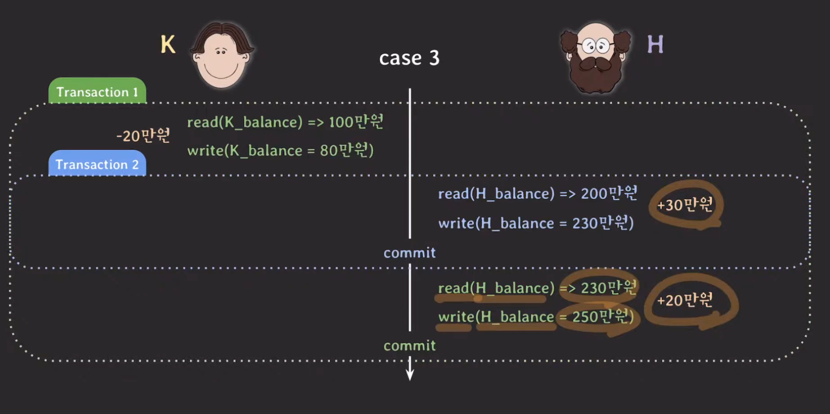 K
case 3
H
Transaction 1
-20만원
read(K_balance) => 100만원
write(K_balance = 80만원)
Transaction 2
read(H_balance) => 200만원
+30만원
write(H_balance = 230만원)
commit
read(H_balance) => 230만원
+20만원
write(H_balance = 250만원)
commit